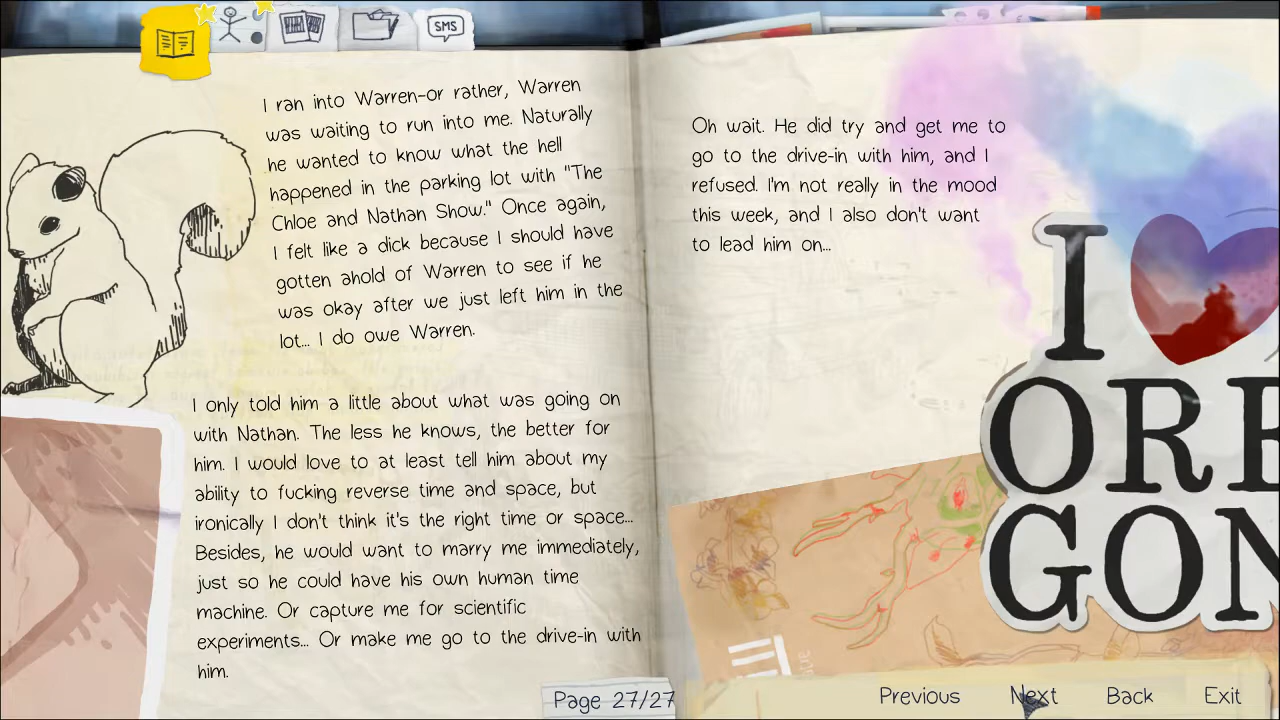 SMS
I ran into Warren-or rather, Warren
was waiting to run into me. Naturally
he wanted to know what the hell
happened in the parking lot with "The
Chloe and Nathan Show." Once again,
I felt like a dick because I should have
gotten ahold of Warren to see if he
was okay after we just left him in the
lot... I do owe Warren.
I only told him a little about what was going on
with Nathan. The less he knows, the better for
him. I would love to at least tell him about my
ability to fucking reverse time and space, but
ironically I don't think it's the right time or space...
Besides, he would want to marry me immediately,
just so he could have his own human time
machine. Or capture me for scientific
experiments... Or make me go to the drive-in with
him.
Oh wait. He did try and get me to
go to the drive-in with him, and I
refused. I'm not really in the mood
this week, and I also don't want
to lead him on...
I
ORE
GON
Page 27/27
Previous Next Back Exit